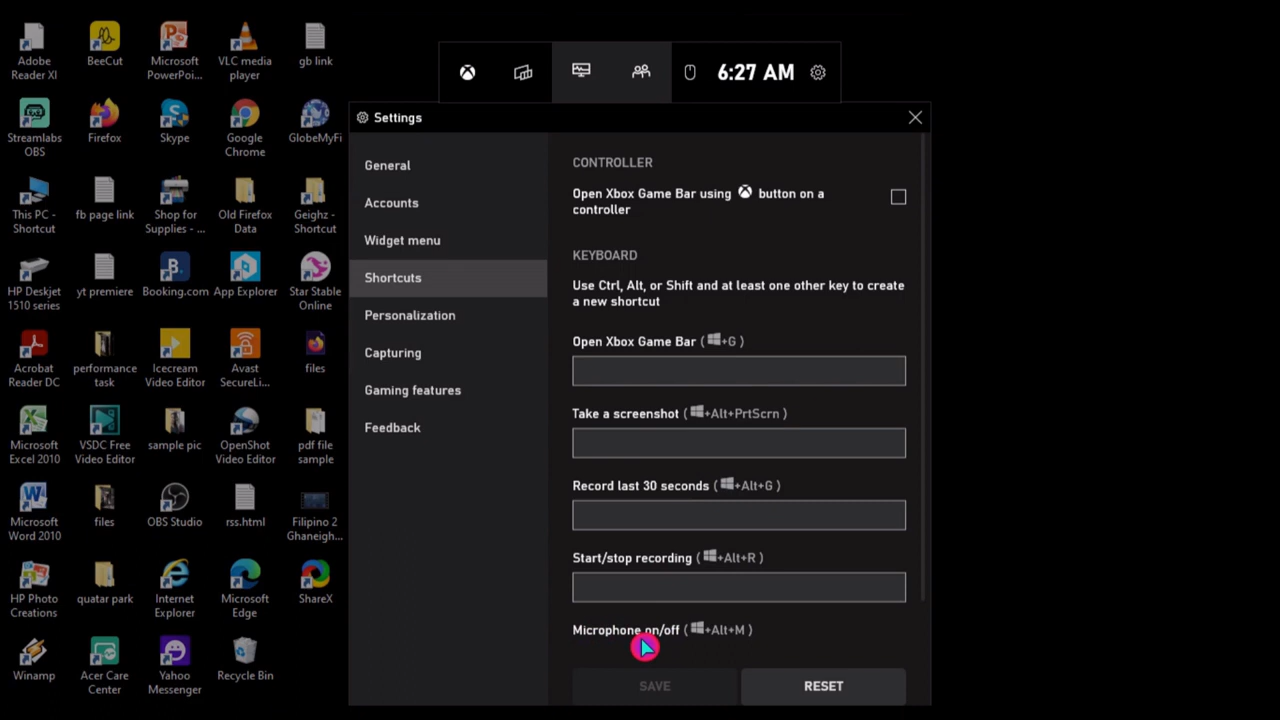 Adobe
Reader XI
BeeCut
Microsoft
PowerPoi...
VLC media
player
gb link
Streamlabs
OBS
Firefox
Skype
Google
Chrome
GlobeMyFi
This PC -
Shortcut
fb page link
Shop for
Supplies - ...
Old Firefox
Data
Geighz -
Shortcut
HP Deskjet
1510 series
yt premiere
Booking.com
App Explorer
Star Stable
Online
Acrobat
Reader DC
performance
task
Icecream
Video Editor
Avast
SecureLi...
files
Microsoft
Excel 2010
VSDC Free
Video Editor
sample pic
OpenShot
Video Editor
pdf file
sample
Microsoft
Word 2010
files
OBS Studio
rss.html
Filipino 2
Ghaneigh...
HP Photo
Creations
quatar park
Internet
Explorer
Microsoft
Edge
ShareX
Winamp
Acer Care
Center
Yahoo
Messenger
Recycle Bin
6:27 AM
Settings
General
Accounts
Widget menu
Shortcuts
Personalization
Capturing
Gaming features
Feedback
CONTROLLER
Open Xbox Game Bar using button on a
controller
KEYBOARD
Use Ctrl, Alt, or Shift and at least one other key to create
a new shortcut
Open Xbox Game Bar ( +G )
Take a screenshot ( +Alt+PrtScrn )
Record last 30 seconds ( +Alt+G )
Start/stop recording ( +Alt+R )
Microphone on/off ( +Alt+M )
SAVE
RESET